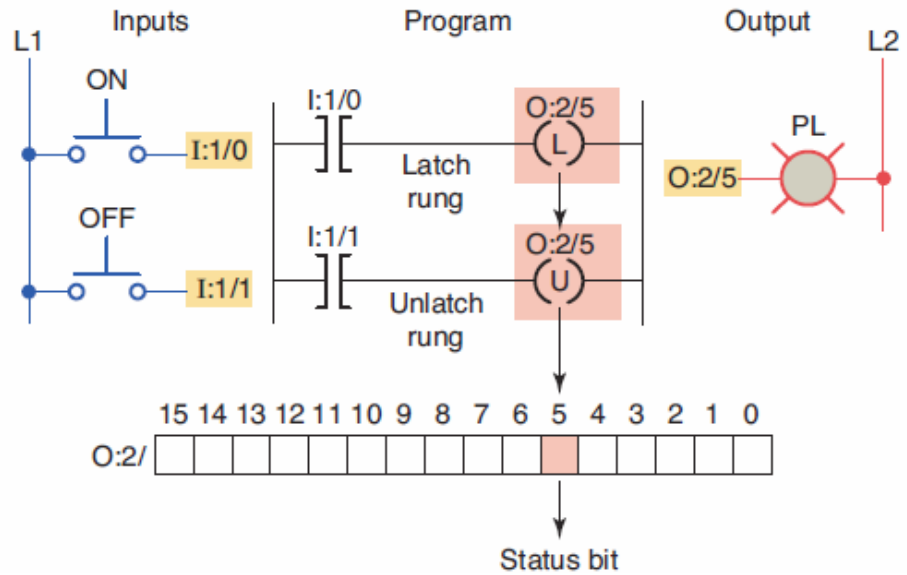 Inputs Program Output
L1 L2
ON
I:1/0 O:2/5
PL
I:1/0 L O:2/5
Latch
rung
OFF
I:1/1 O:2/5
I:1/1 U
Unlatch
rung
15 14 13 12 11 10 9 8 7 6 5 4 3 2 1 0
O:2/
Status bit